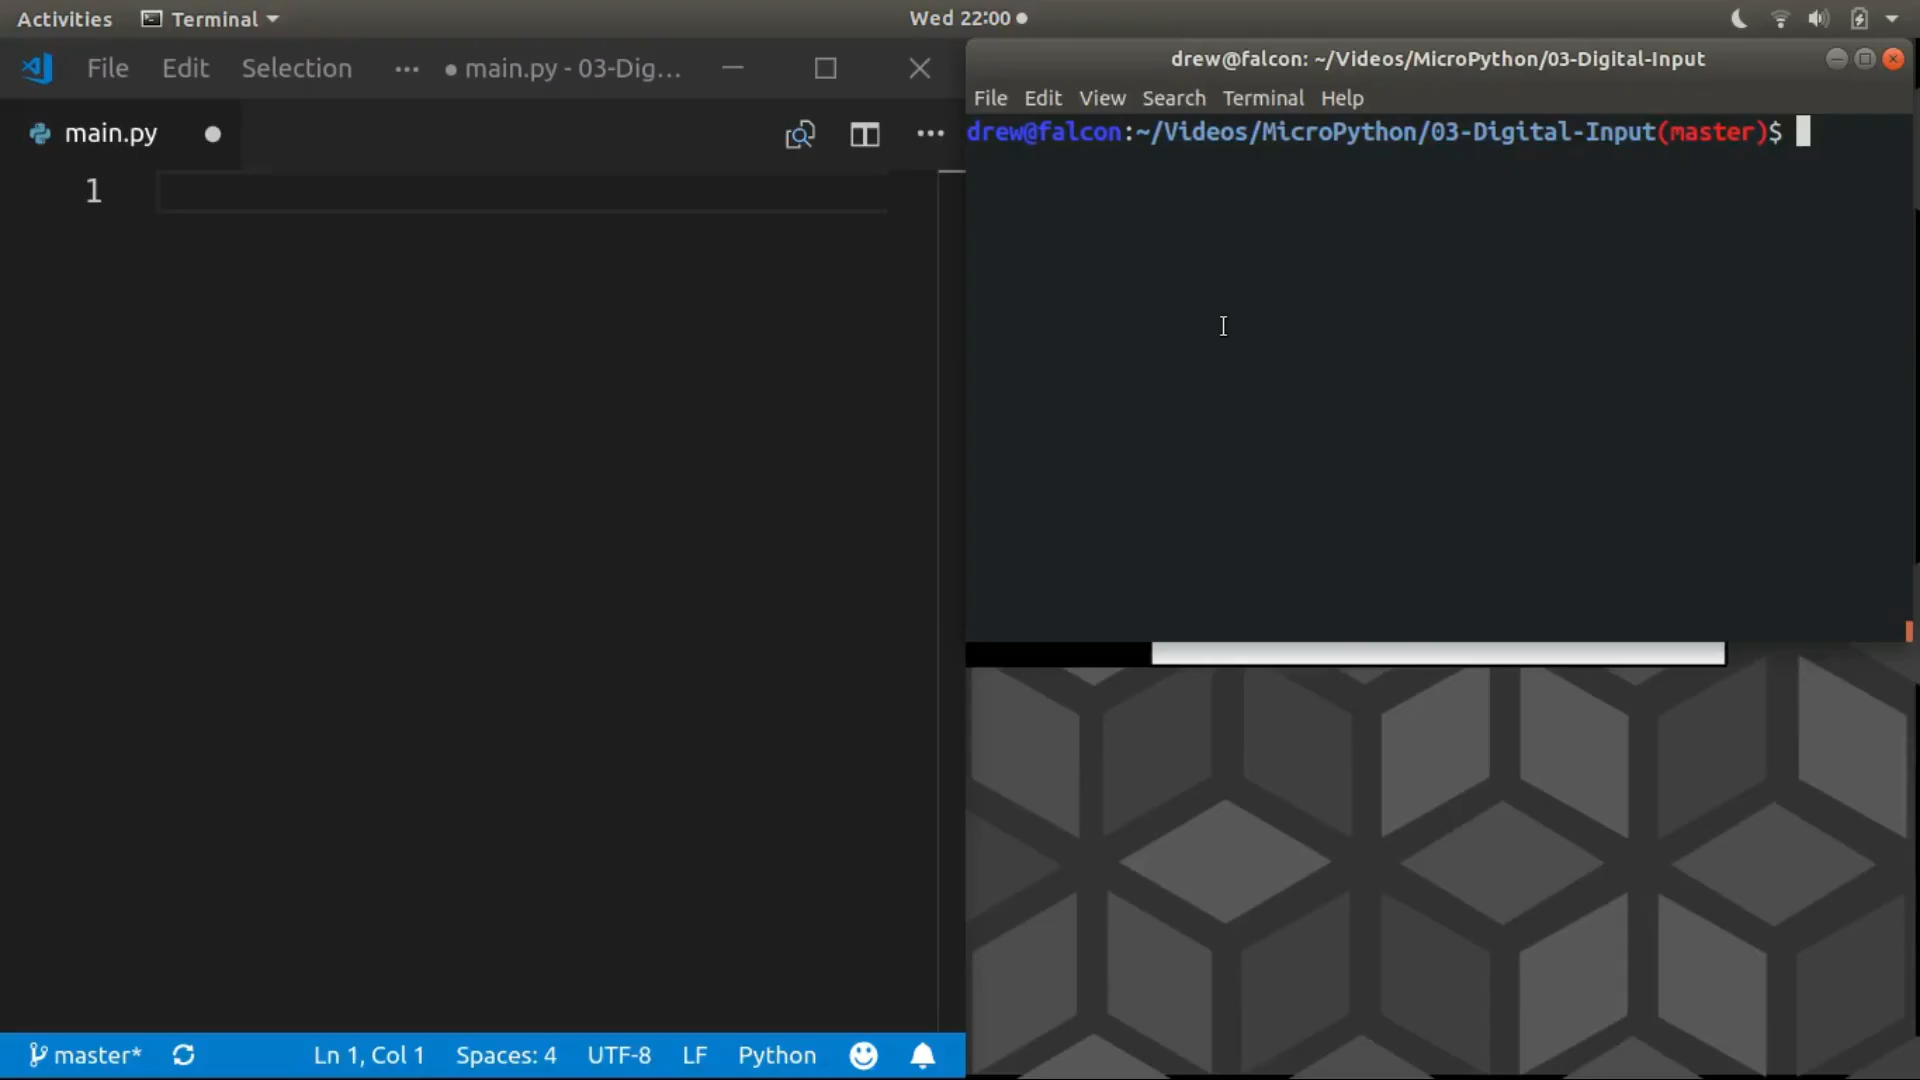 Activities Terminal Wed 22:00
File Edit Selection ··· ● main.py - 03-Dig...
main.py ● ···
1
master* Ln 1, Col 1 Spaces: 4 UTF-8 LF Python
drew@falcon: ~/Videos/MicroPython/03-Digital-Input
File Edit View Search Terminal Help
drew@falcon:~/Videos/MicroPython/03-Digital-Input(master)$